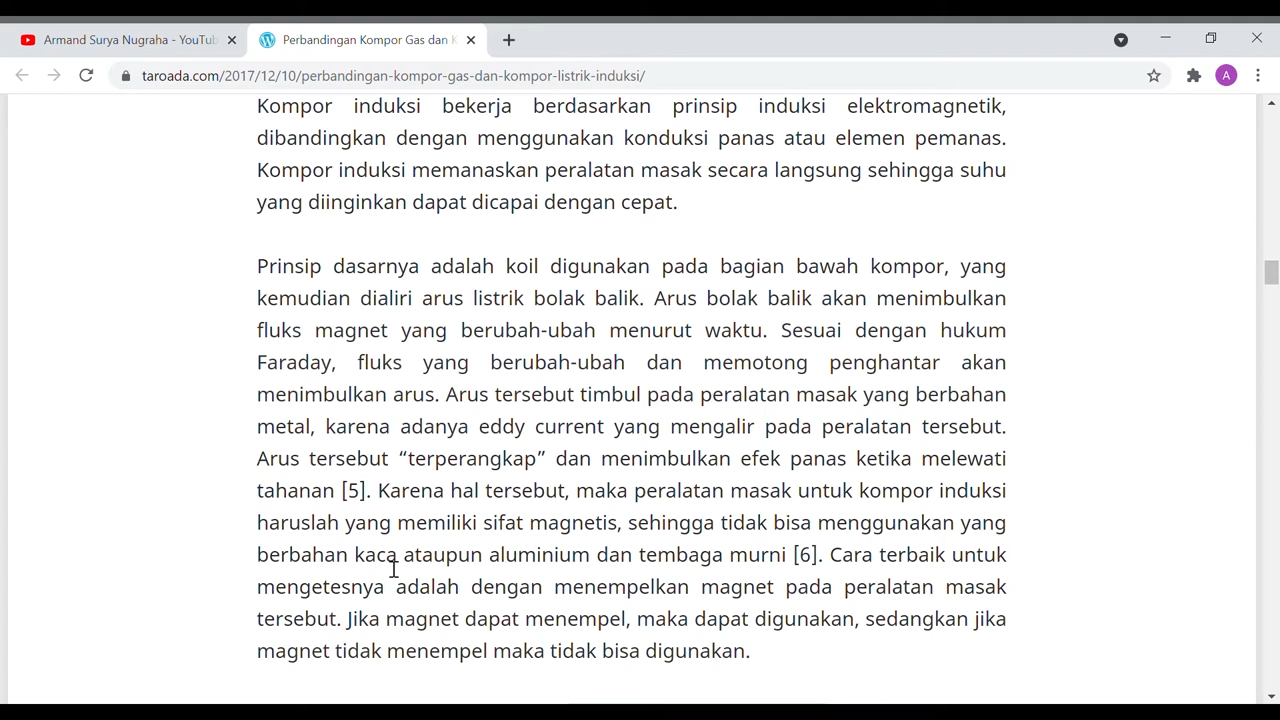 Armand Surya Nugraha - YouTub
Perbandingan Kompor Gas dan K
taroada.com/2017/12/10/perbandingan-kompor-gas-dan-kompor-listrik-induksi/
A
Kompor induksi bekerja berdasarkan prinsip induksi elektromagnetik,
dibandingkan dengan menggunakan konduksi panas atau elemen pemanas.
Kompor induksi memanaskan peralatan masak secara langsung sehingga suhu
yang diinginkan dapat dicapai dengan cepat.
Prinsip dasarnya adalah koil digunakan pada bagian bawah kompor, yang
kemudian dialiri arus listrik bolak balik. Arus bolak balik akan menimbulkan
fluks magnet yang berubah-ubah menurut waktu. Sesuai dengan hukum
Faraday, fluks yang berubah-ubah dan memotong penghantar akan
menimbulkan arus. Arus tersebut timbul pada peralatan masak yang berbahan
metal, karena adanya eddy current yang mengalir pada peralatan tersebut.
Arus tersebut “terperangkap” dan menimbulkan efek panas ketika melewati
tahanan [5]. Karena hal tersebut, maka peralatan masak untuk kompor induksi
haruslah yang memiliki sifat magnetis, sehingga tidak bisa menggunakan yang
berbahan kaca ataupun aluminium dan tembaga murni [6]. Cara terbaik untuk
mengetesnya adalah dengan menempelkan magnet pada peralatan masak
tersebut. Jika magnet dapat menempel, maka dapat digunakan, sedangkan jika
magnet tidak menempel maka tidak bisa digunakan.